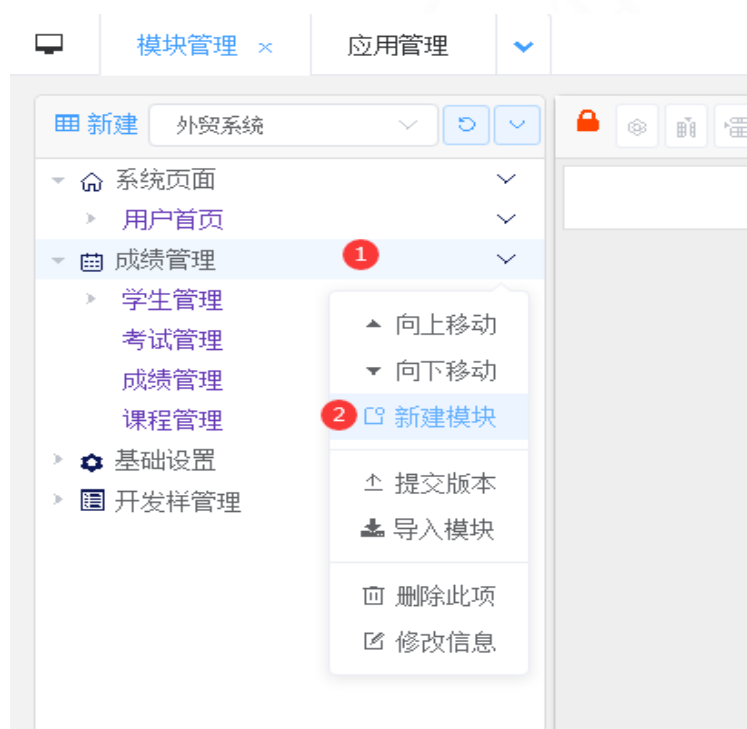 模块管理 × 应用管理
新建 外贸系统
系统页面
用户首页
成绩管理 1
学生管理
考试管理
成绩管理
课程管理
基础设置
开发样管理
向上移动
向下移动
2 新建模块
提交版本
导入模块
删除此项
修改信息